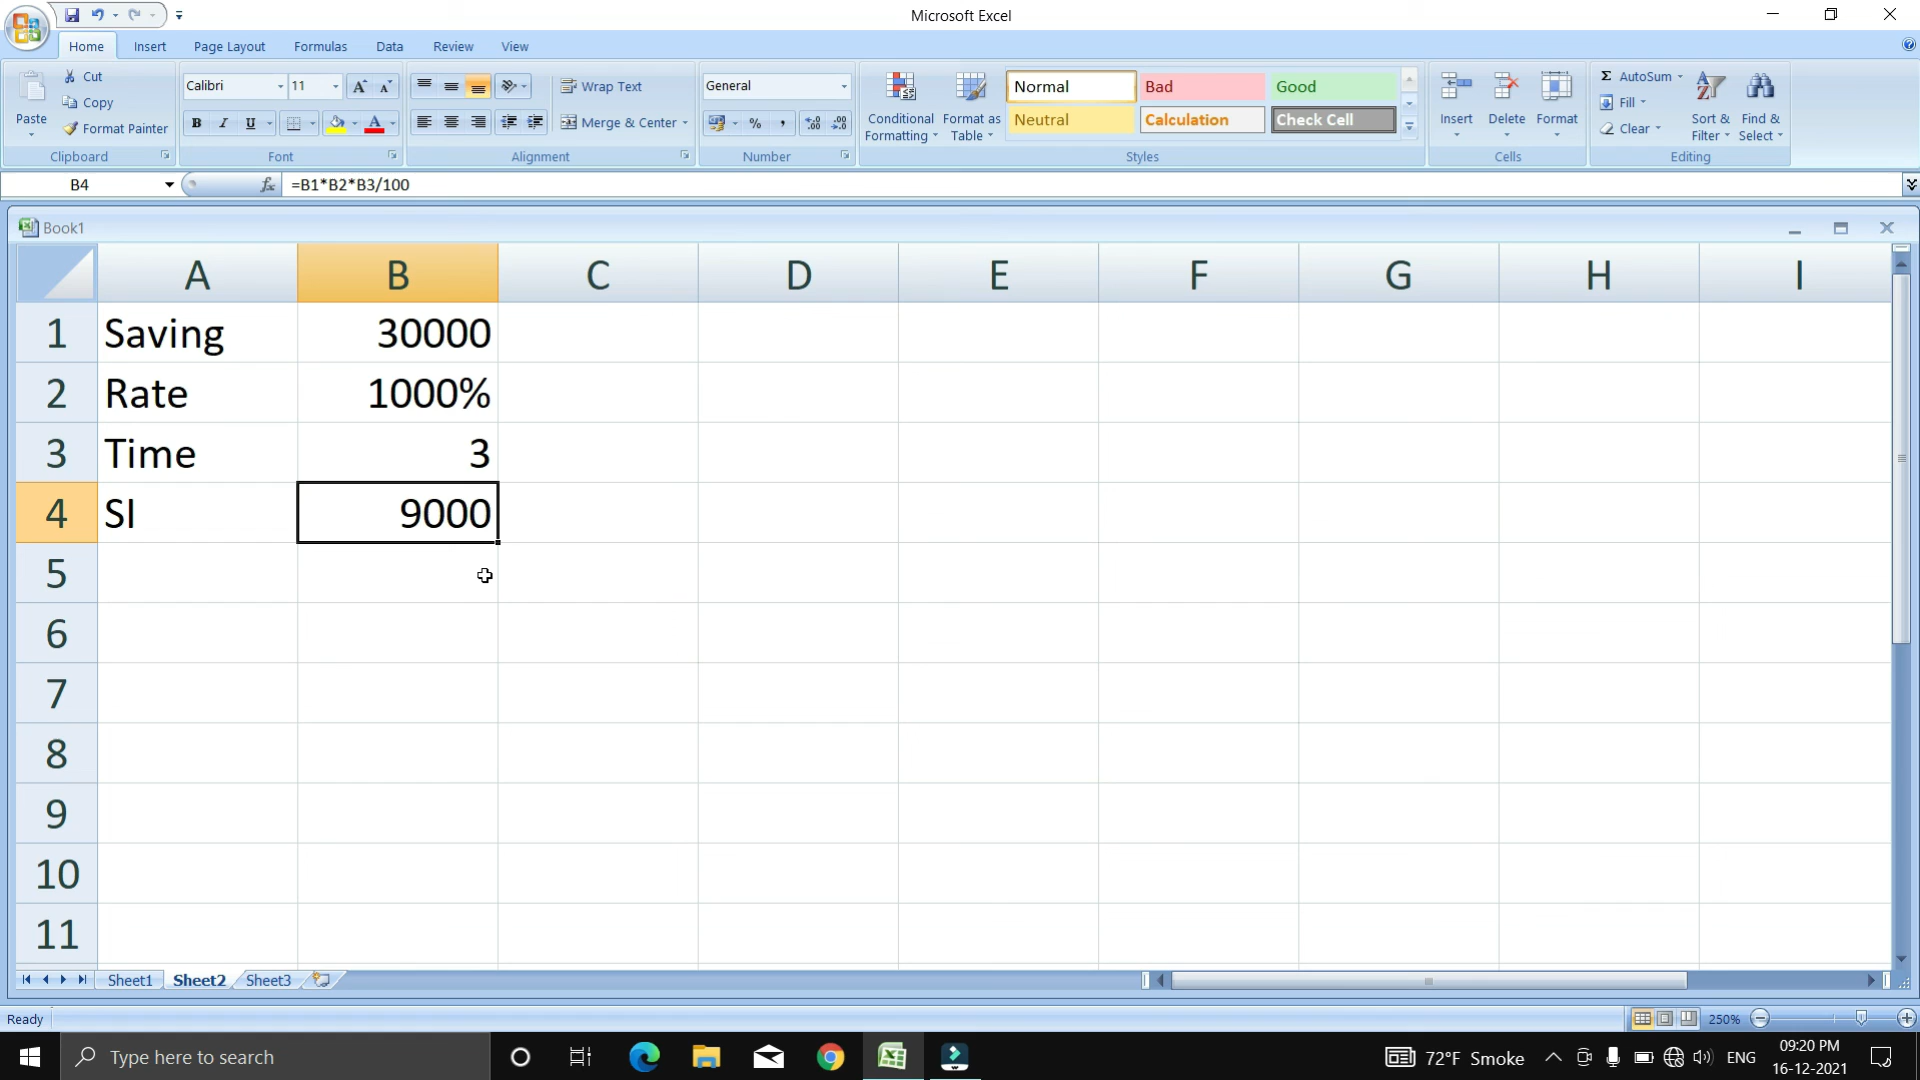 Microsoft Excel
Home Insert Page Layout Formulas Data Review View
Paste
Cut
Copy
Format Painter
Clipboard
Calibri 11
B I U
Font
Wrap Text
Merge & Center
Alignment
General
%
Number
Conditional Formatting
Format as Table
Normal Bad Good
Neutral Calculation Check Cell
Styles
Insert Delete Format
Cells
Σ AutoSum
Fill
Clear
Sort & Filter
Find & Select
Editing
B4 fx =B1*B2*B3/100
Book1
A B C D E F G H I
1 Saving 30000
2 Rate 1000%
3 Time 3
4 SI 9000
5
6
7
8
9
10
11
Sheet1 Sheet2 Sheet3
Ready 250%
Type here to search
72°F Smoke ENG
09:20 PM
16-12-2021